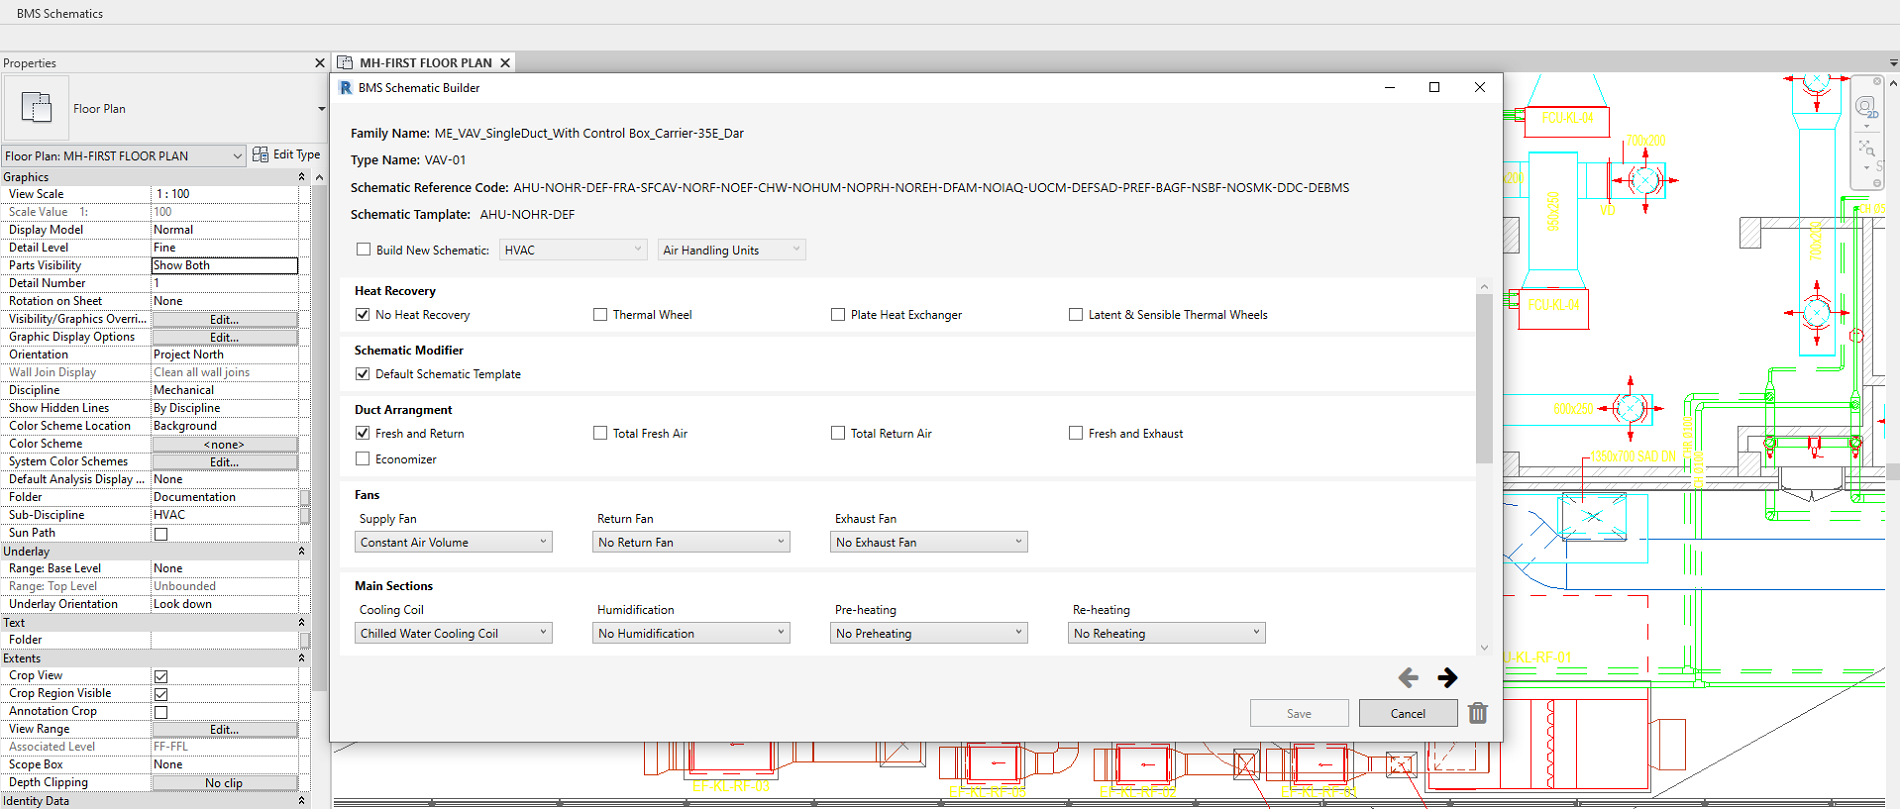 BMS Schematics
Properties
MH-FIRST FLOOR PLAN
Floor Plan
Floor Plan: MH-FIRST FLOOR PLAN
Edit Type
Graphics
View Scale 1 : 100
Scale Value 1: 100
Display Model Normal
Detail Level Fine
Parts Visibility Show Both
Detail Number 1
Rotation on Sheet None
Visibility/Graphics Overri... Edit...
Graphic Display Options Edit...
Orientation Project North
Wall Join Display Clean all wall joins
Discipline Mechanical
Show Hidden Lines By Discipline
Color Scheme Location Background
Color Scheme <none>
System Color Schemes Edit...
Default Analysis Display ... None
Folder Documentation
Sub-Discipline HVAC
Sun Path
Underlay
Range: Base Level None
Range: Top Level Unbounded
Underlay Orientation Look down
Text
Folder
Extents
Crop View
Crop Region Visible
Annotation Crop
View Range Edit...
Associated Level FF-FFL
Scope Box None
Depth Clipping No clip
Identity Data
R BMS Schematic Builder
Family Name: ME_VAV_SingleDuct_With Control Box_Carrier-35E_Dar
Type Name: VAV-01
Schematic Reference Code: AHU-NOHR-DEF-FRA-SFCAV-NORF-NOEF-CHW-NOHUM-NOPRH-NOREH-DFAM-NOIAQ-UOCM-DEFSAD-PREF-BAGF-NSBF-NOSMK-DDC-DEBMS
Schematic Tamplate: AHU-NOHR-DEF
Build New Schematic: HVAC Air Handling Units
Heat Recovery
No Heat Recovery Thermal Wheel Plate Heat Exchanger Latent & Sensible Thermal Wheels
Schematic Modifier
Default Schematic Template
Duct Arrangment
Fresh and Return Total Fresh Air Total Return Air Fresh and Exhaust
Economizer
Fans
Supply Fan Return Fan Exhaust Fan
Constant Air Volume No Return Fan No Exhaust Fan
Main Sections
Cooling Coil Humidification Pre-heating Re-heating
Chilled Water Cooling Coil No Humidification No Preheating No Reheating
Save Cancel
FCU-KL-04
700x200
VD
950x250
700x200
FCU-KL-04
600x250
1350x700 SAD DN
U-KL-RF-01
EF-KL-RF-03
EF-KL-RF-05
EF-KL-RF-02
EF-KL-RF-01
2D